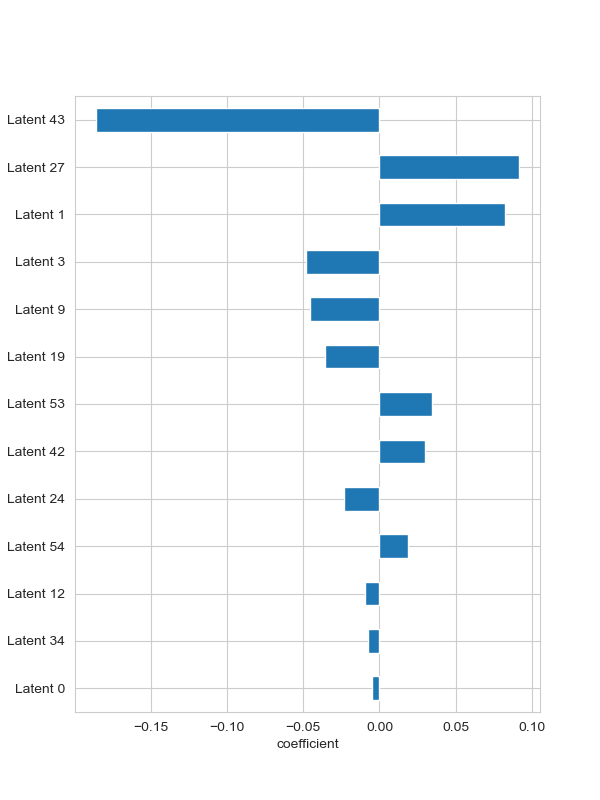 Latent 43
Latent 27
Latent 1
Latent 3
Latent 9
Latent 19
Latent 53
Latent 42
Latent 24
Latent 54
Latent 12
Latent 34
Latent 0
−0.15 −0.10 −0.05 0.00 0.05 0.10
coefficient